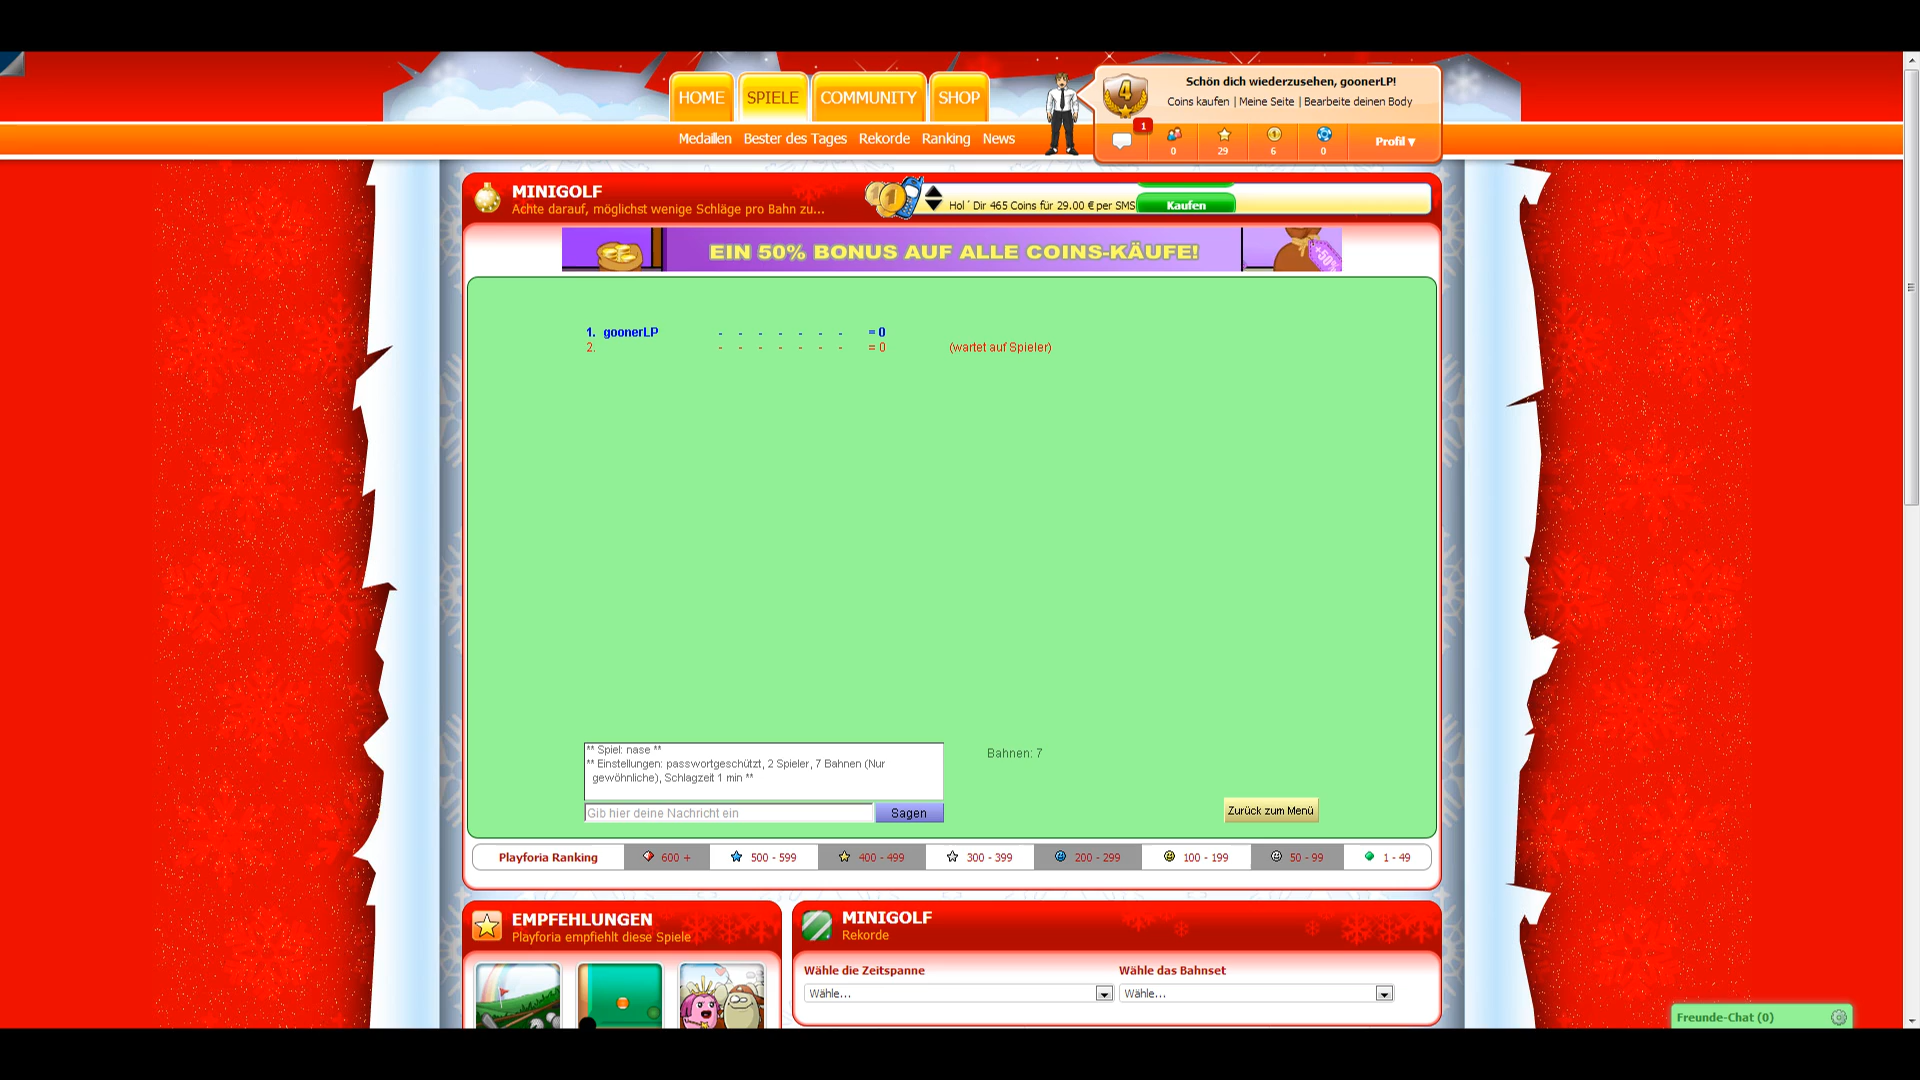 HOME SPIELE COMMUNITY SHOP
Medaillen Bester des Tages Rekorde Ranking News
4
Schön dich wiederzusehen, goonerLP!
Coins kaufen | Meine Seite | Bearbeite deinen Body
1
0 29 6 0 Profil ▼
MINIGOLF
Achte darauf, möglichst wenige Schläge pro Bahn zu...
Hol´ Dir 465 Coins für 29.00 € per SMS Kaufen
EIN 50% BONUS AUF ALLE COINS-KÄUFE!
+50%
1. goonerLP - - - - - - - = 0
2. - - - - - - - = 0 (wartet auf Spieler)
** Spiel: nase **
** Einstellungen: passwortgeschützt, 2 Spieler, 7 Bahnen (Nur
gewöhnliche), Schlagzeit 1 min **
Bahnen: 7
Gib hier deine Nachricht ein Sagen
Zurück zum Menü
Playforia Ranking 600 + 500 - 599 400 - 499 300 - 399 200 - 299 100 - 199 50 - 99 1 - 49
EMPFEHLUNGEN
Playforia empfiehlt diese Spiele
MINIGOLF
Rekorde
Wähle die Zeitspanne Wähle das Bahnset
Wähle... Wähle...
Freunde-Chat (0)